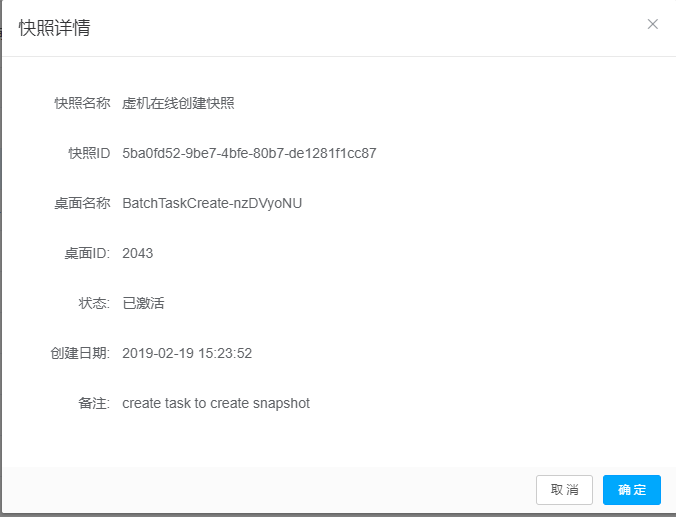 快照详情
快照名称 虚机在线创建快照
快照ID 5ba0fd52-9be7-4bfe-80b7-de1281f1cc87
桌面名称 BatchTaskCreate-nzDVyoNU
桌面ID: 2043
状态: 已激活
创建日期: 2019-02-19 15:23:52
备注: create task to create snapshot
取消 确定